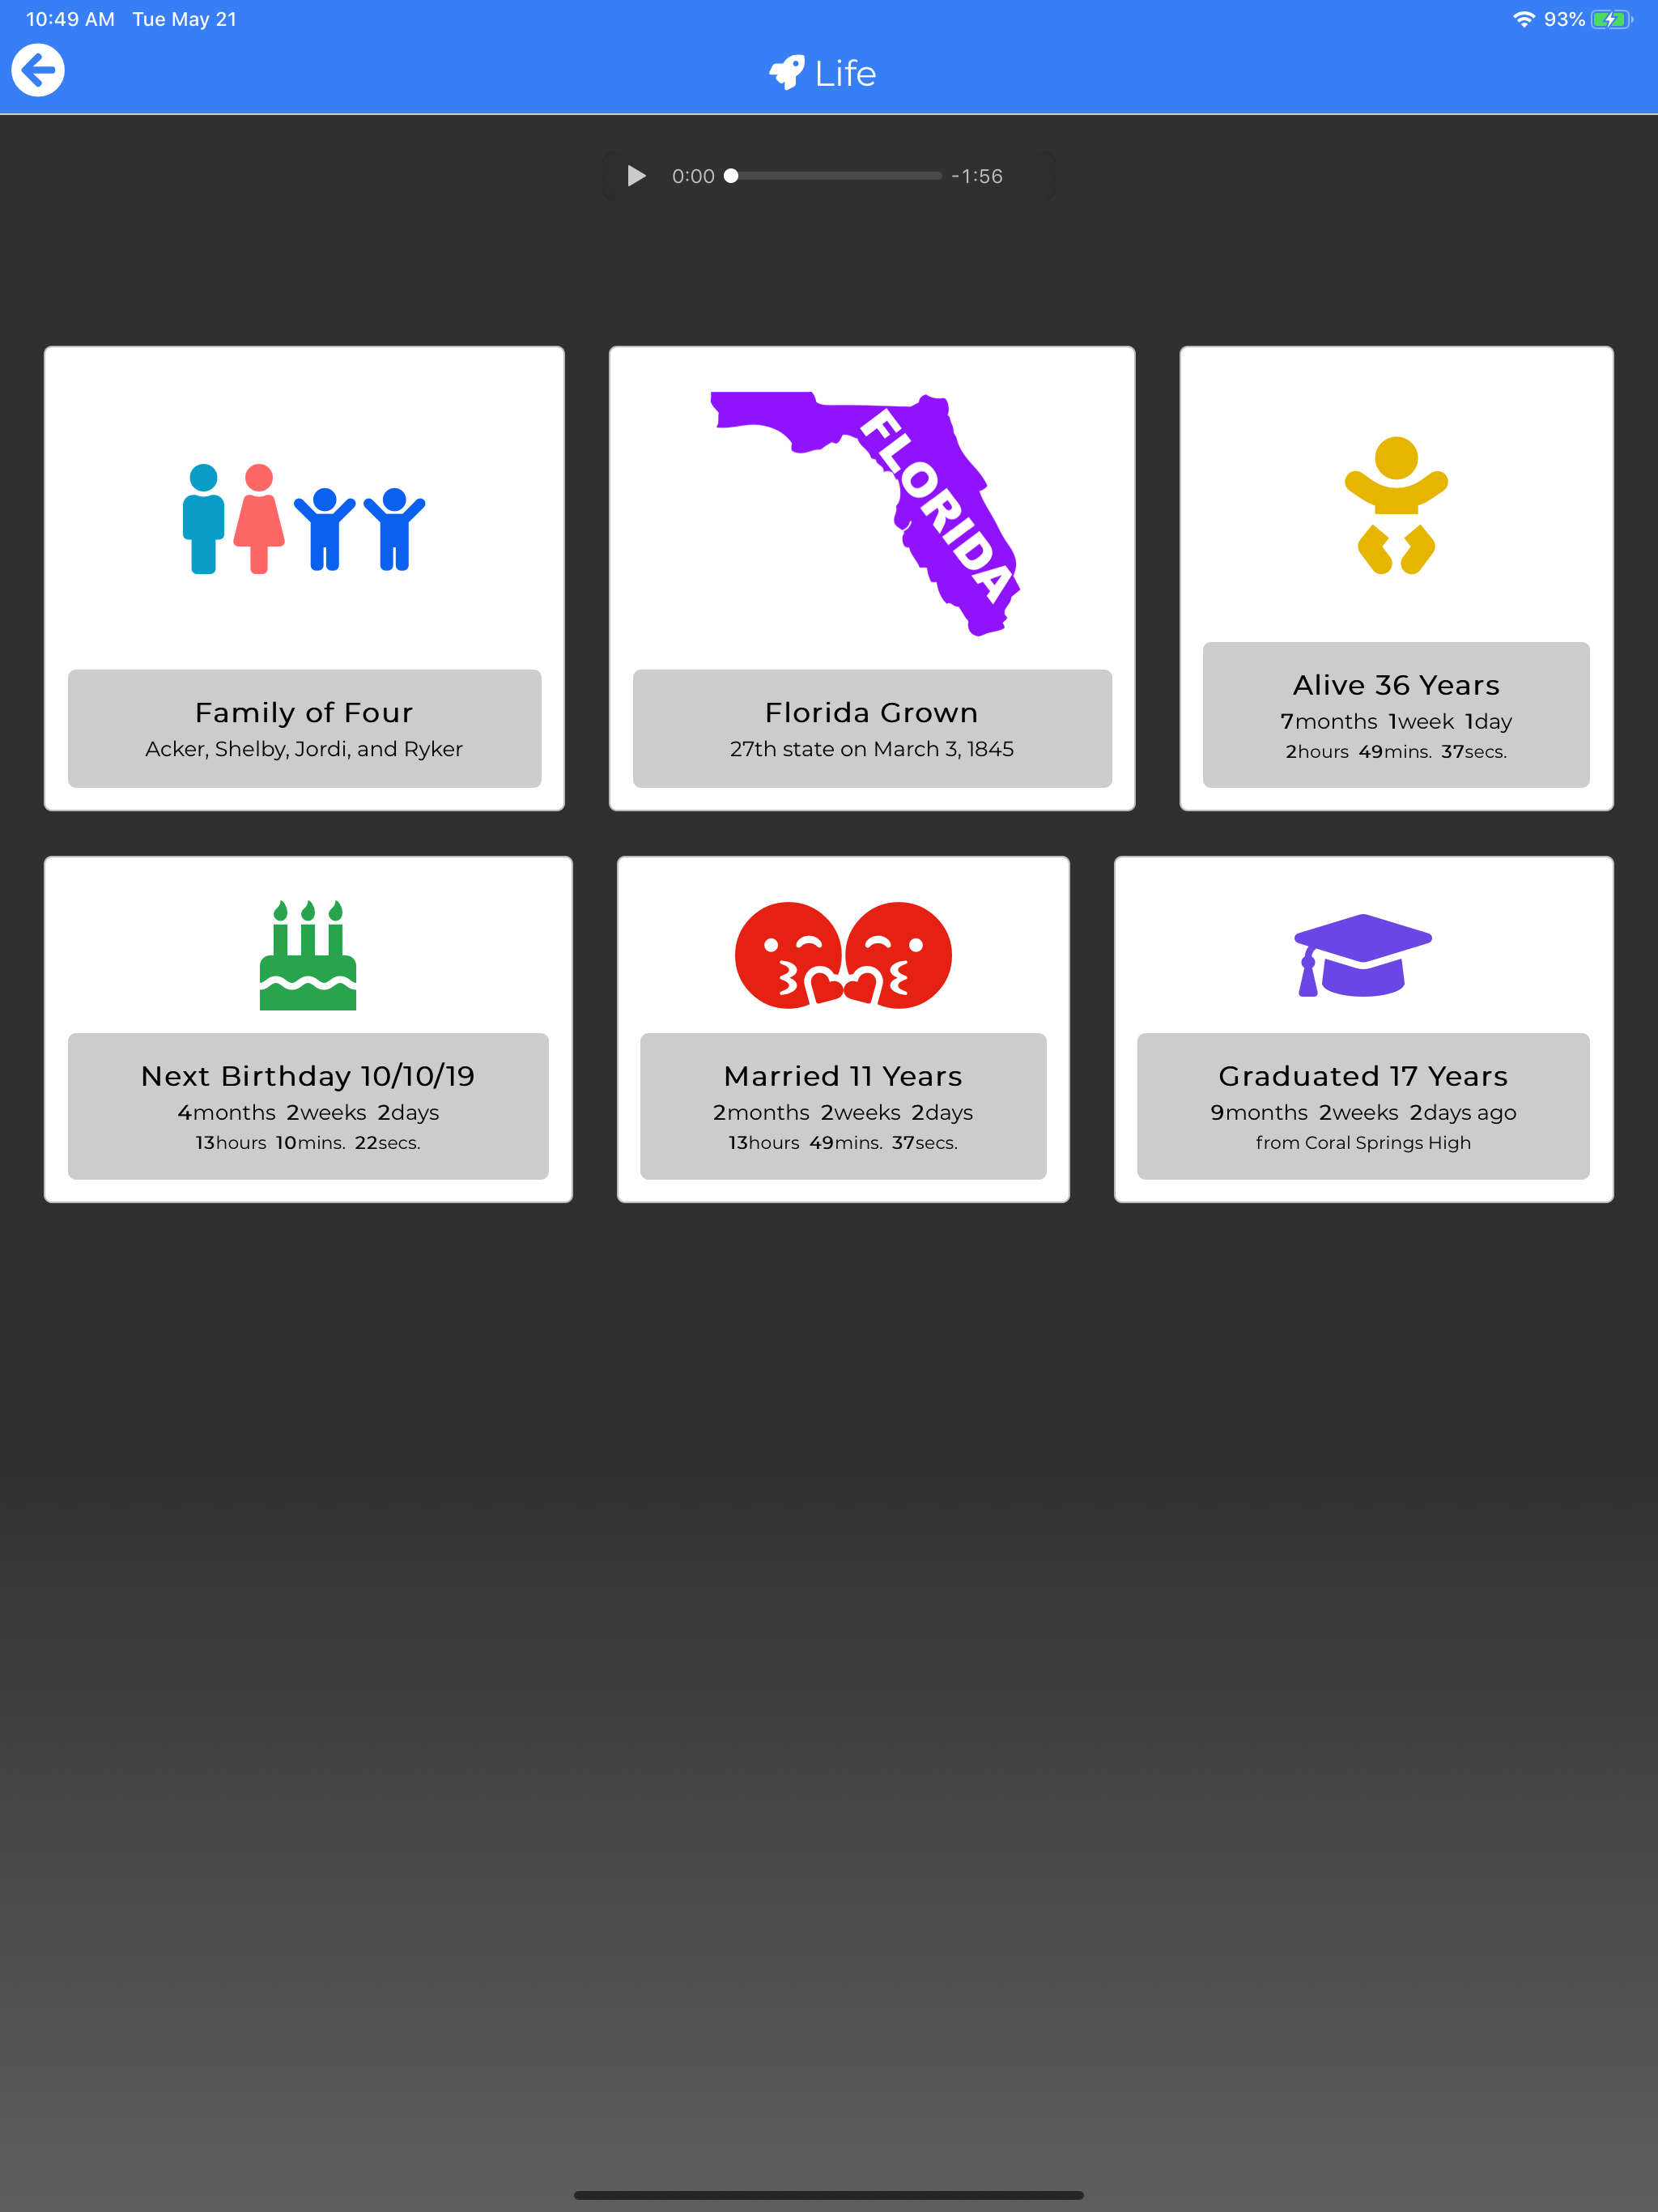 10:49 AM Tue May 21 93%
Life
0:00 -1:56
FLORIDA
Family of Four
Acker, Shelby, Jordi, and Ryker
Florida Grown
27th state on March 3, 1845
Alive 36 Years
7months 1week 1day
2hours 49mins. 37secs.
Next Birthday 10/10/19
4months 2weeks 2days
13hours 10mins. 22secs.
Married 11 Years
2months 2weeks 2days
13hours 49mins. 37secs.
Graduated 17 Years
9months 2weeks 2days ago
from Coral Springs High